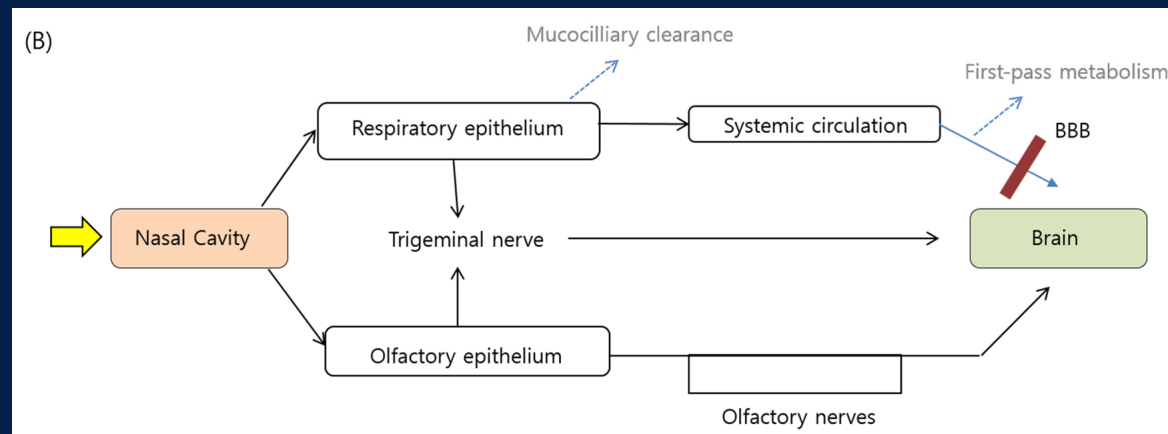 (B)
Mucocilliary clearance
First-pass metabolism
BBB
Respiratory epithelium
Systemic circulation
Nasal Cavity
Trigeminal nerve
Brain
Olfactory epithelium
Olfactory nerves